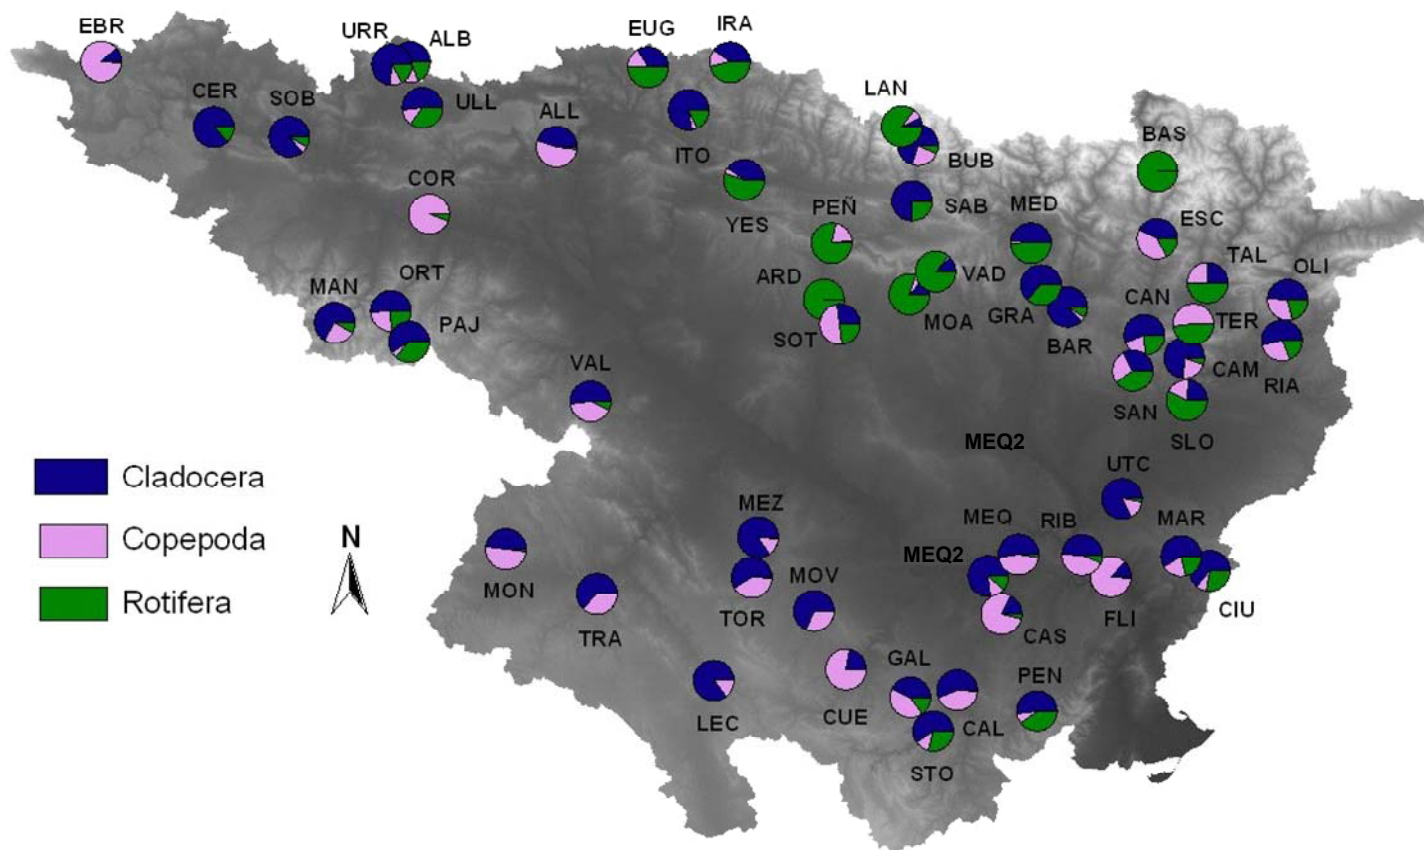 EBR
URR
ALB
EUG
IRA
CER
SOB
ULL
ALL
ITO
LAN
BUB
BAS
COR
YES
PEÑ
SAB
MED
ESC
TAL
OLI
MAN
ORT
PAJ
ARD
SOT
VAD
MOA
GRA
BAR
CAN
TER
CAM
RIA
SAN
SLO
VAL
MEQ2
UTC
Cladocera
Copepoda
Rotifera
N
MON
TRA
MEZ
TOR
MOV
MEQ
RIB
MAR
MEQ2
CAS
FLI
CIU
LEC
CUE
GAL
CAL
PEN
STO